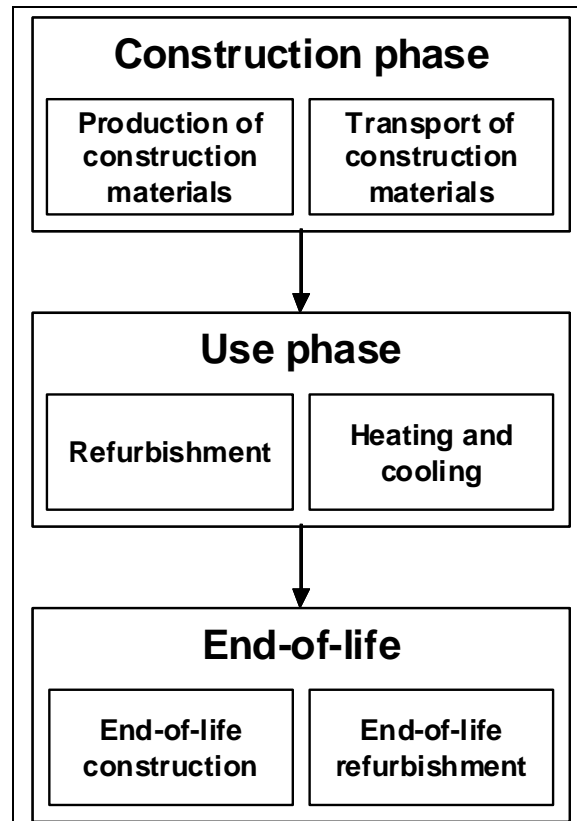 Construction phase
Production of
construction
materials
Transport of
construction
materials
Use phase
Refurbishment
Heating and
cooling
End-of-life
End-of-life
construction
End-of-life
refurbishment